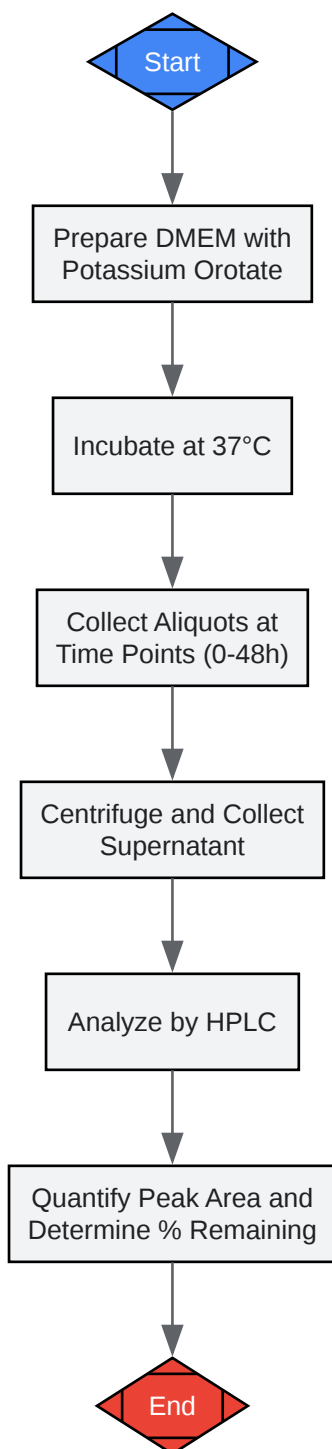 Start
Prepare DMEM with
Potassium Orotate
Incubate at 37°C
Collect Aliquots at
Time Points (0-48h)
Centrifuge and Collect
Supernatant
Analyze by HPLC
Quantify Peak Area and
Determine % Remaining
End